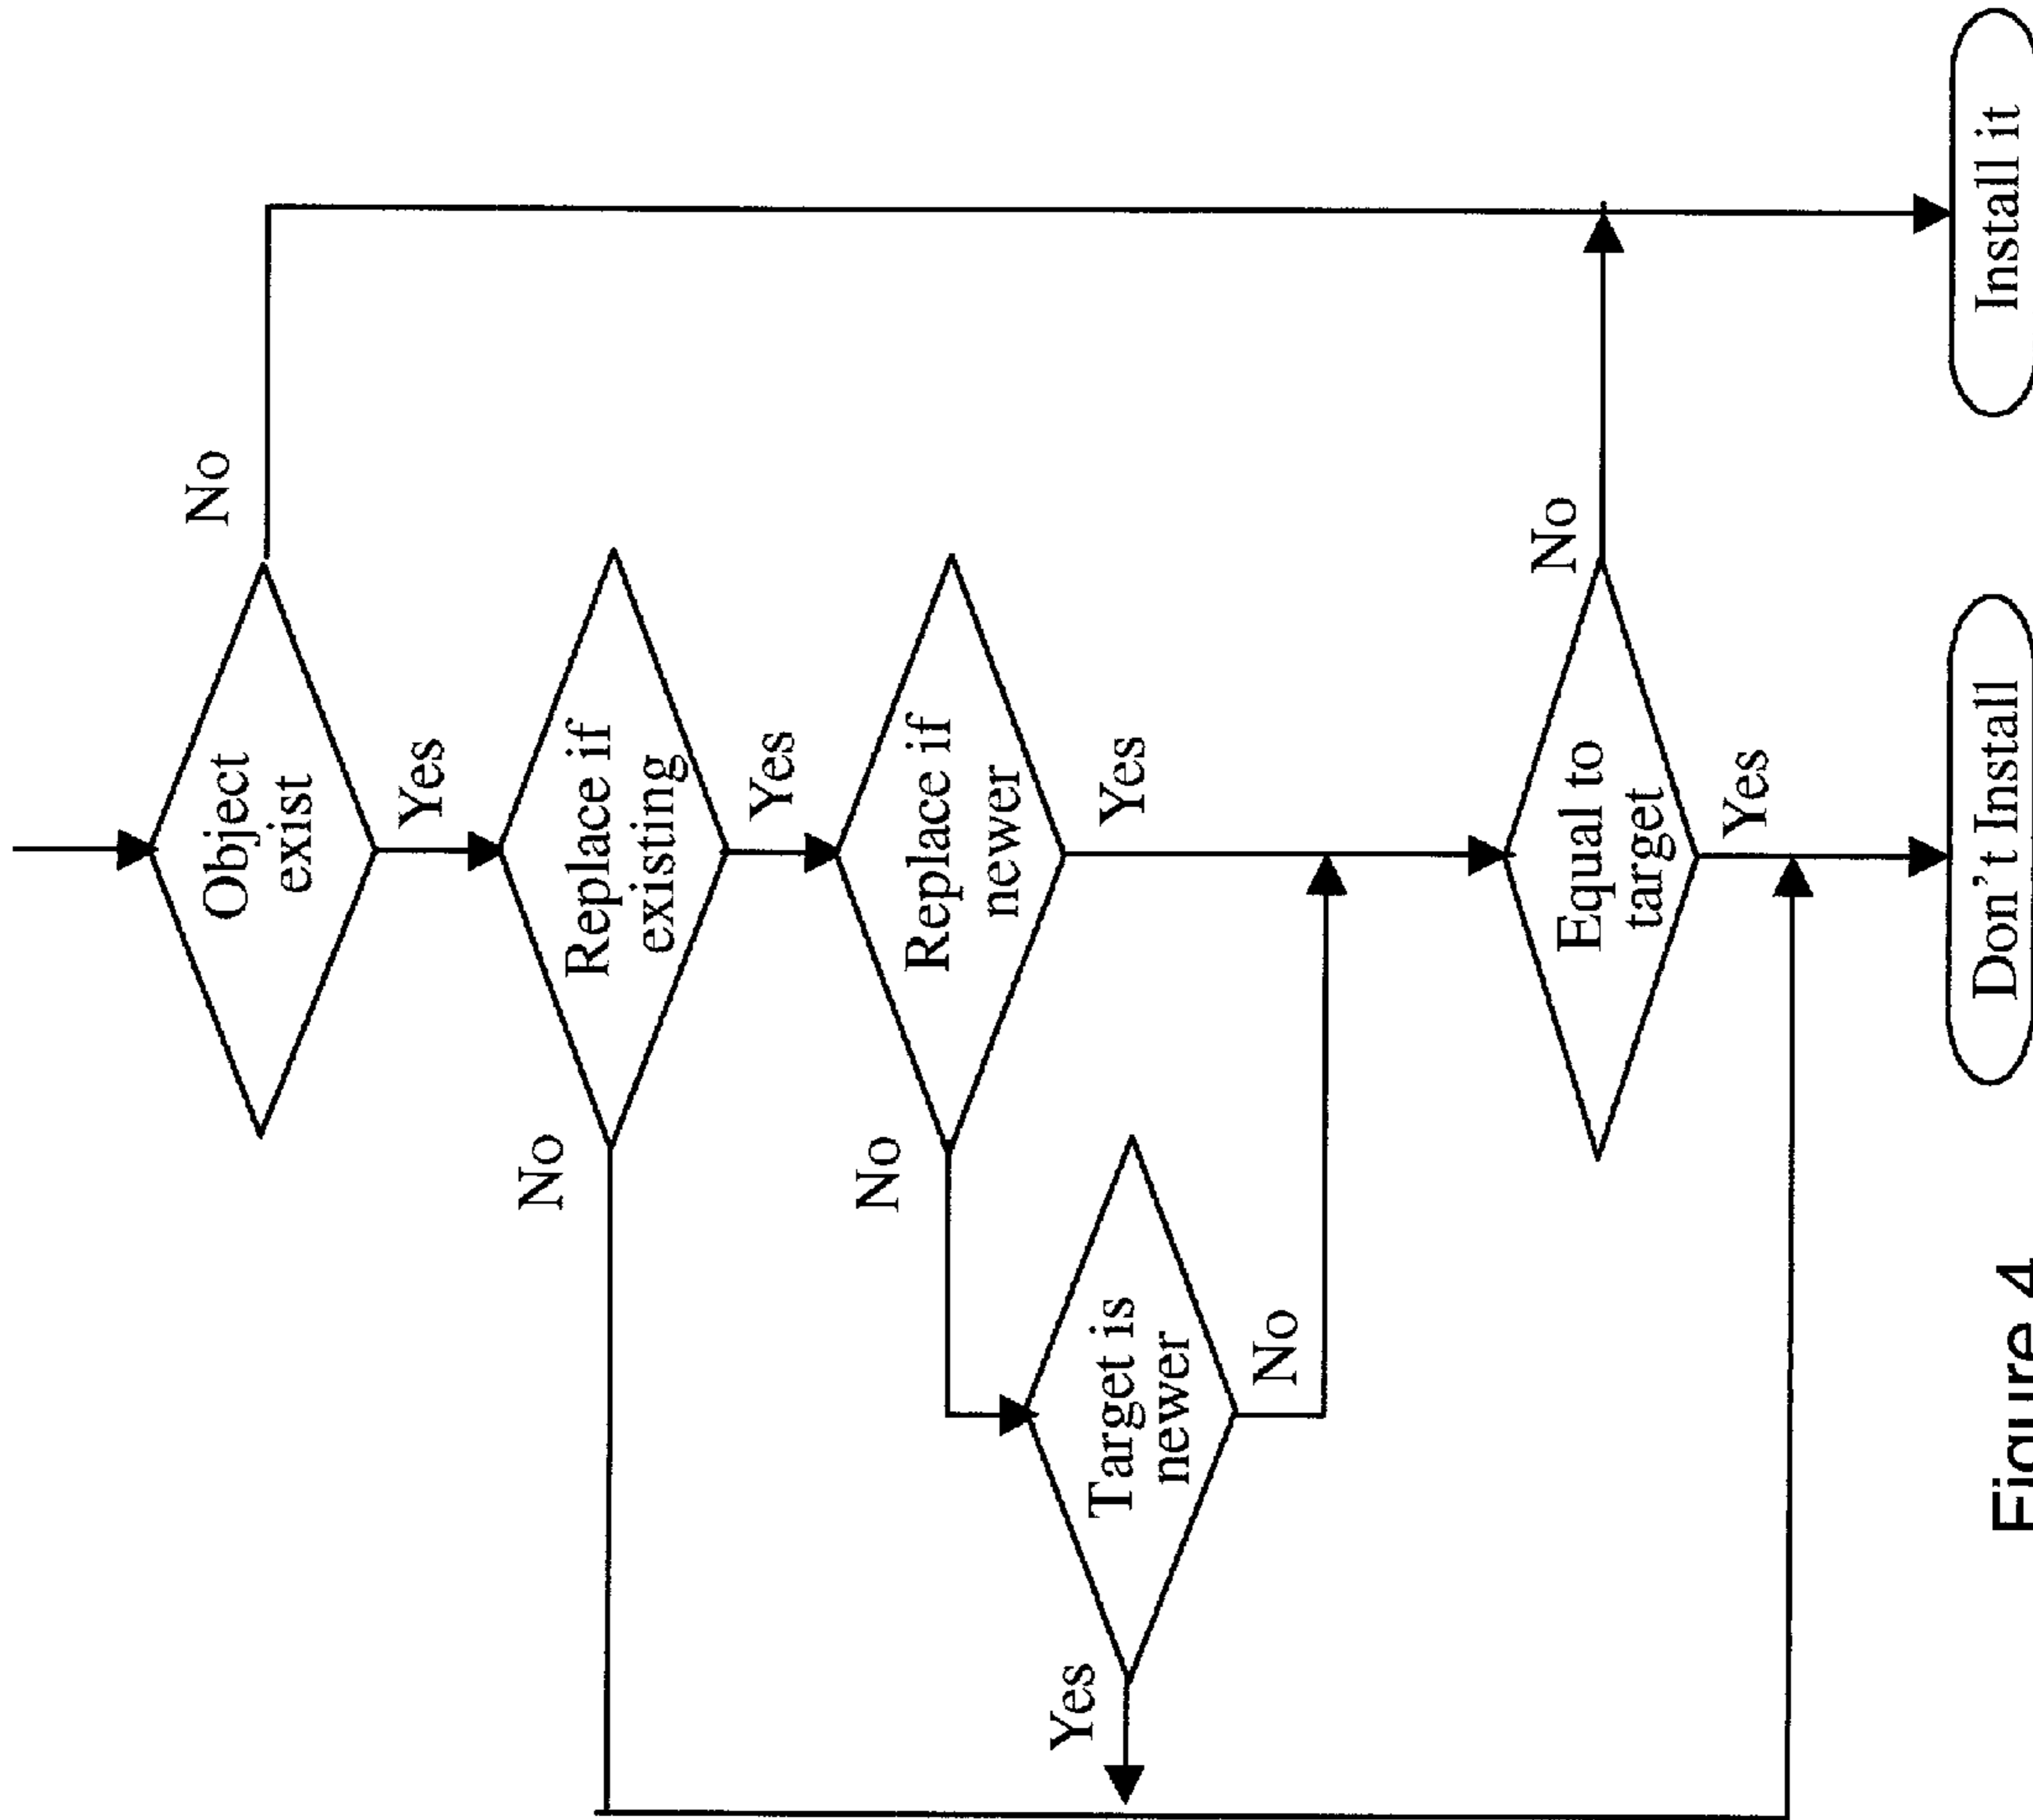 No
Object
exist
Yes
No
Replace if
existing
Yes
No
Replace if
newer
Yes
Target is
newer
Yes
No
Equal to
target
No
Yes
Don't Install
Install it
Figure 4